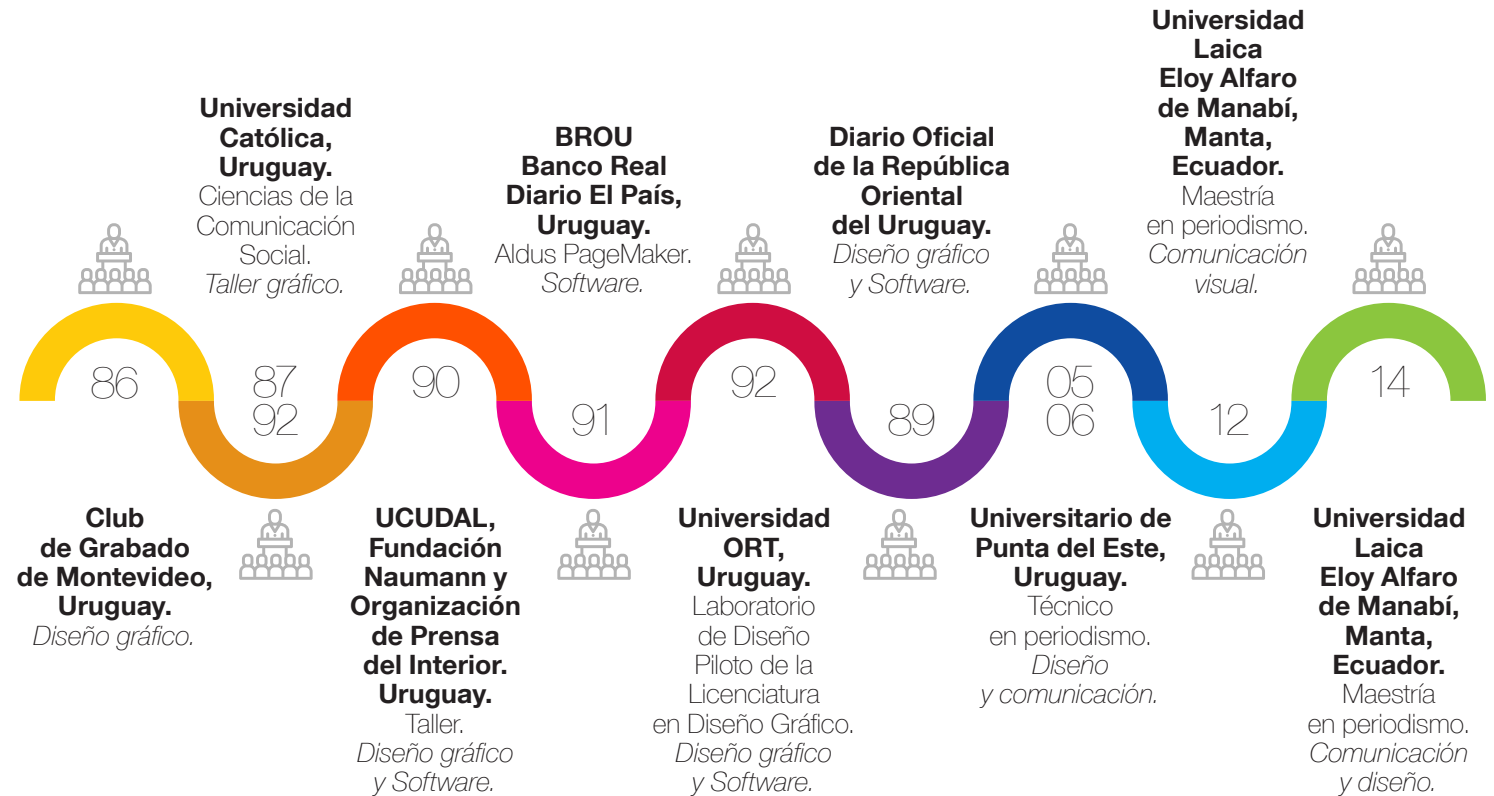 86
Club
de Grabado
de Montevideo,
Uruguay.
Diseño gráfico.
Universidad
Católica,
Uruguay.
Ciencias de la
Comunicación
Social.
Taller gráfico.
87
92
90
UCUDAL,
Fundación
Naumann y
Organización
de Prensa
del Interior.
Uruguay.
Taller.
Diseño gráfico
y Software.
BROU
Banco Real
Diario El País,
Uruguay.
Aldus PageMaker.
Software.
91
92
Universidad
ORT,
Uruguay.
Laboratorio
de Diseño
Piloto de la
Licenciatura
en Diseño Gráfico.
Diseño gráfico
y Software.
Diario Oficial
de la República
Oriental
del Uruguay.
Diseño gráfico
y Software.
89
05
06
Universitario de
Punta del Este,
Uruguay.
Técnico
en periodismo.
Diseño
y comunicación.
Universidad
Laica
Eloy Alfaro
de Manabí,
Manta,
Ecuador.
Maestría
en periodismo.
Comunicación
visual.
12
14
Universidad
Laica
Eloy Alfaro
de Manabí,
Manta,
Ecuador.
Maestría
en periodismo.
Comunicación
y diseño.